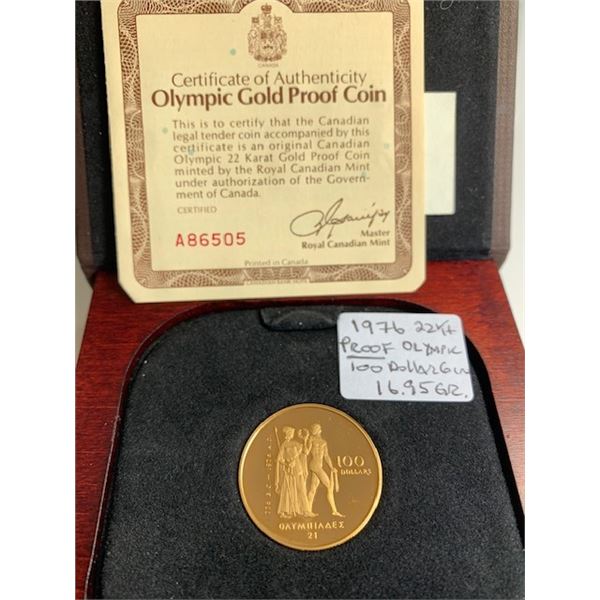 CANADA
Certificate of Authenticity
Olympic Gold Proof Coin
This is to certify that the Canadian
legal tender coin accompanied by this
certificate is an original Canadian
Olympic 22 Karat Gold Proof Coin
minted by the Royal Canadian Mint
under authorization of the Govern-
ment of Canada.
CERTIFIED
A86505
Master
Royal Canadian Mint
Printed in Canada
1976 22Kt
PROOF OLYMPIC
100 Dollar
16.95GR.
100
DOLLARS
776 B.C. – 1976 A.D.
ΟΛΥΜΠΙΑΔΕΣ
21